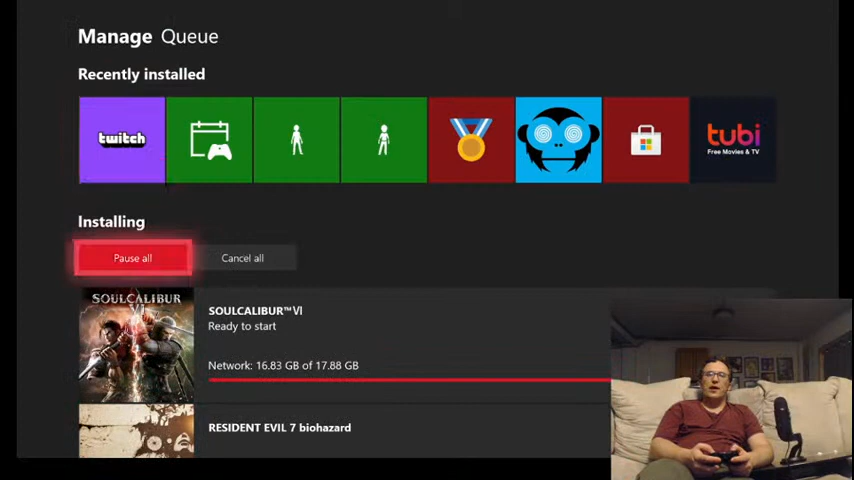 Manage Queue
Recently installed
twitch
tubi
Free Movies & TV
Installing
Pause all
Cancel all
SOULCALIBUR
VI
SOULCALIBUR™VI
Ready to start
Network: 16.83 GB of 17.88 GB
RESIDENT EVIL 7 biohazard